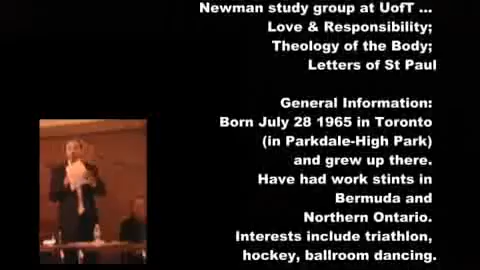 Newman study group at UofT ...
Love & Responsibility;
Theology of the Body;
Letters of St Paul
General Information:
Born July 28 1965 in Toronto
(in Parkdale-High Park)
and grew up there.
Have had work stints in
Bermuda and
Northern Ontario.
Interests include triathlon,
hockey, ballroom dancing.